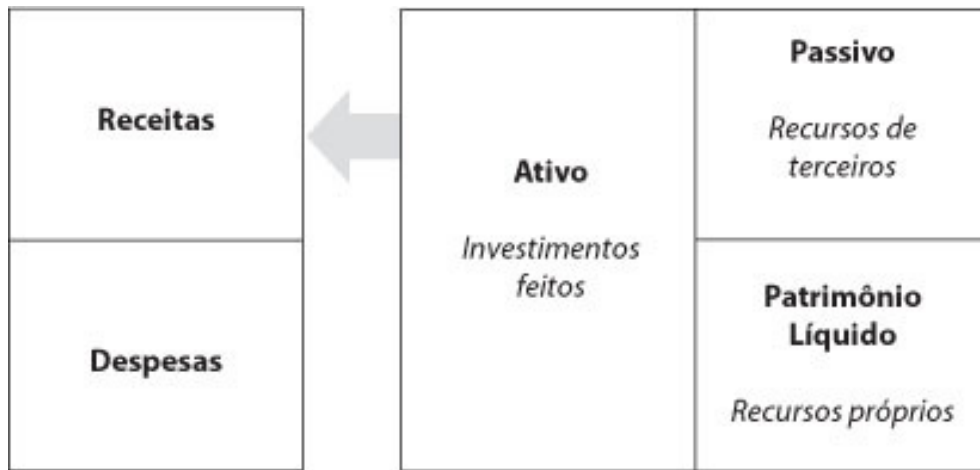 Receitas
Despesas
Ativo
Investimentos
feitos
Passivo
Recursos de
terceiros
Patrimônio
Líquido
Recursos próprios